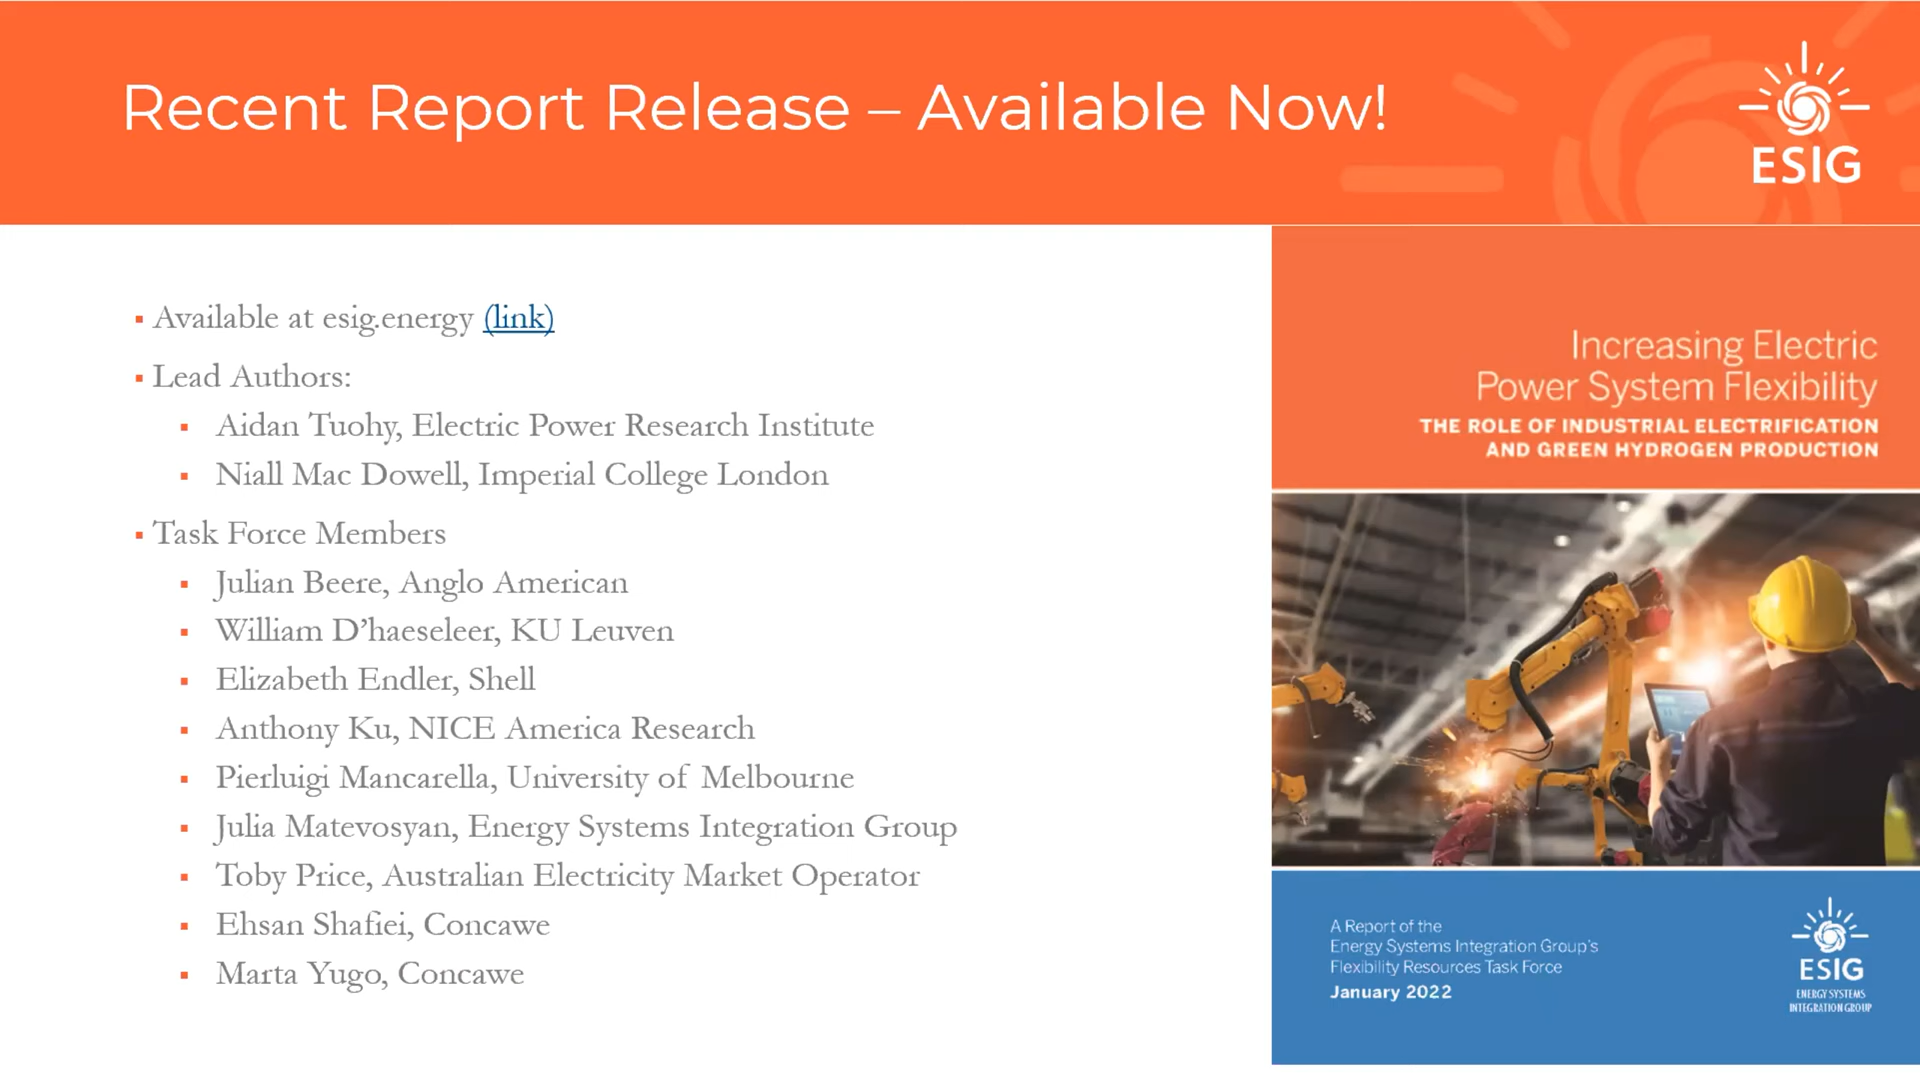 Recent Report Release – Available Now!
ESIG
▪ Available at esig.energy (link)
▪ Lead Authors:
▪ Aidan Tuohy, Electric Power Research Institute
▪ Niall Mac Dowell, Imperial College London
▪ Task Force Members
▪ Julian Beere, Anglo American
▪ William D’haeseleer, KU Leuven
▪ Elizabeth Endler, Shell
▪ Anthony Ku, NICE America Research
▪ Pierluigi Mancarella, University of Melbourne
▪ Julia Matevosyan, Energy Systems Integration Group
▪ Toby Price, Australian Electricity Market Operator
▪ Ehsan Shafiei, Concawe
▪ Marta Yugo, Concawe
Increasing Electric
Power System Flexibility
THE ROLE OF INDUSTRIAL ELECTRIFICATION
AND GREEN HYDROGEN PRODUCTION
A Report of the
Energy Systems Integration Group’s
Flexibility Resources Task Force
January 2022
ESIG
ENERGY SYSTEMS
INTEGRATION GROUP